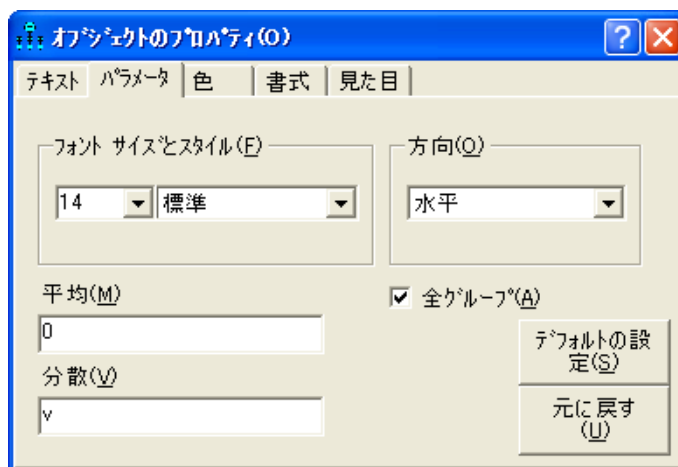 オブジェクトのプロパティ(O)
テキスト パラメータ 色 書式 見た目
フォント サイズとスタイル(F) 方向(O)
14 標準 水平
平均(M) 全グループ(A)
0
デフォルトの設
定(S)
分散(V)
v
元に戻す
(U)